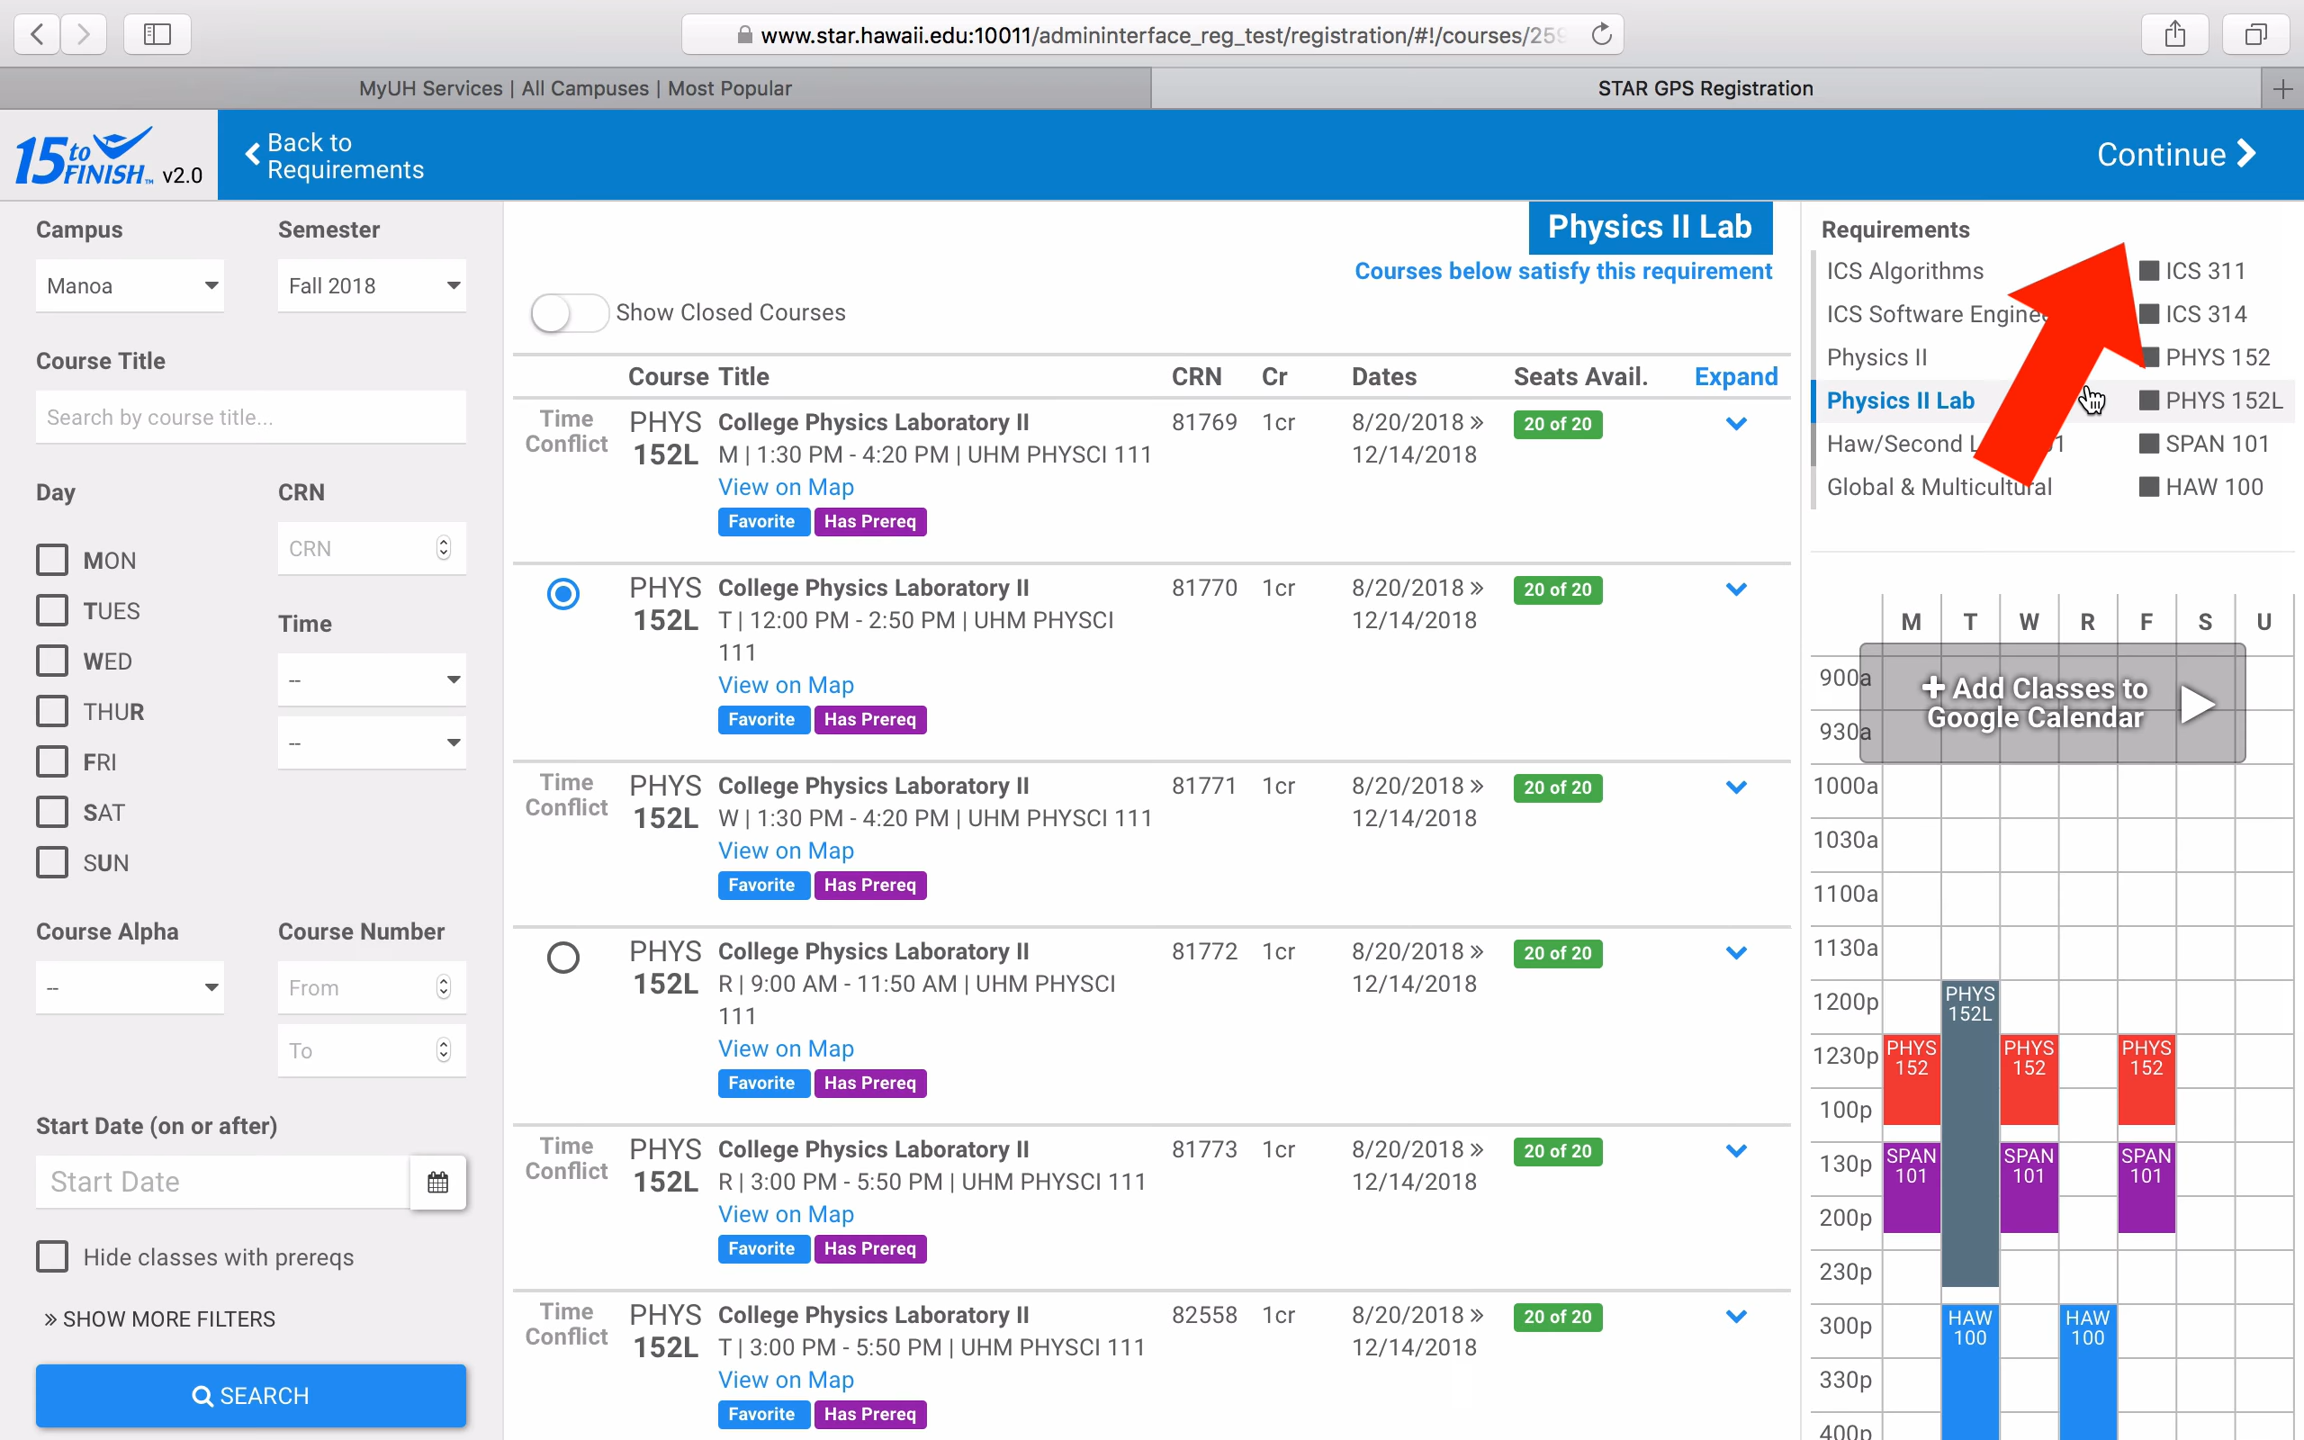 www.star.hawaii.edu:10011/admininterface_reg_test/registration/#!/courses/259
MyUH Services | All Campuses | Most Popular
STAR GPS Registration
15 to FINISH™ v2.0
Back to
Requirements
Continue
Campus
Semester
Manoa
Fall 2018
Course Title
Search by course title...
Day
CRN
MON
CRN
TUES
Time
WED
--
THUR
--
FRI
SAT
SUN
Course Alpha
Course Number
--
From
To
Start Date (on or after)
Start Date
Hide classes with prereqs
» SHOW MORE FILTERS
SEARCH
Physics II Lab
Courses below satisfy this requirement
Show Closed Courses
Course Title CRN Cr Dates Seats Avail. Expand
Time Conflict
PHYS 152L
College Physics Laboratory II
81769 1cr 8/20/2018 » 12/14/2018 20 of 20
M | 1:30 PM - 4:20 PM | UHM PHYSCI 111
View on Map
Favorite Has Prereq
PHYS 152L
College Physics Laboratory II
81770 1cr 8/20/2018 » 12/14/2018 20 of 20
T | 12:00 PM - 2:50 PM | UHM PHYSCI
111
View on Map
Favorite Has Prereq
Time Conflict
PHYS 152L
College Physics Laboratory II
81771 1cr 8/20/2018 » 12/14/2018 20 of 20
W | 1:30 PM - 4:20 PM | UHM PHYSCI 111
View on Map
Favorite Has Prereq
PHYS 152L
College Physics Laboratory II
81772 1cr 8/20/2018 » 12/14/2018 20 of 20
R | 9:00 AM - 11:50 AM | UHM PHYSCI
111
View on Map
Favorite Has Prereq
Time Conflict
PHYS 152L
College Physics Laboratory II
81773 1cr 8/20/2018 » 12/14/2018 20 of 20
R | 3:00 PM - 5:50 PM | UHM PHYSCI 111
View on Map
Favorite Has Prereq
Time Conflict
PHYS 152L
College Physics Laboratory II
82558 1cr 8/20/2018 » 12/14/2018 20 of 20
T | 3:00 PM - 5:50 PM | UHM PHYSCI 111
View on Map
Favorite Has Prereq
Requirements
ICS Algorithms ICS 311
ICS Software ICS 314
Physics II PHYS 152
Physics II Lab PHYS 152L
Haw/Second SPAN 101
Global & Multicultural HAW 100
M T W R F S U
900a
930a
+ Add Classes to
Google Calendar
1000a
1030a
1100a
1130a
1200p
PHYS
152L
1230p
PHYS 152
PHYS 152
PHYS 152
100p
130p
SPAN 101
SPAN 101
SPAN 101
200p
230p
300p
HAW 100
HAW 100
330p
400p